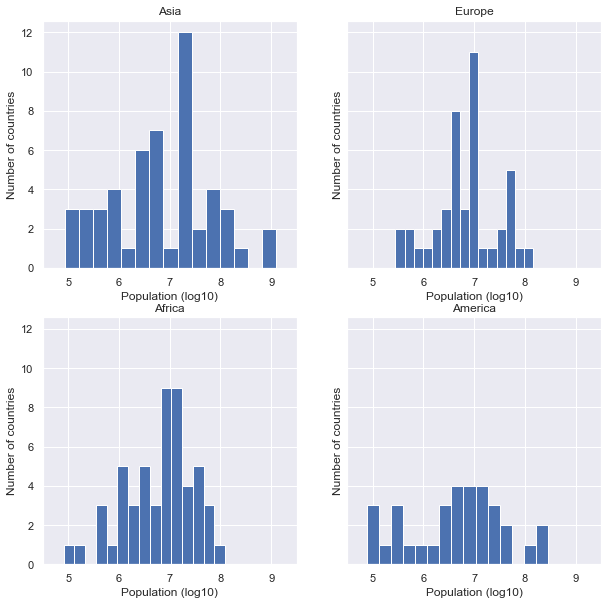 Asia
Number of countries
12
10
8
6
4
2
0
5 6 7 8 9
Population (log10)
Europe
Number of countries
5 6 7 8 9
Population (log10)
Africa
Number of countries
12
10
8
6
4
2
0
5 6 7 8 9
Population (log10)
America
Number of countries
5 6 7 8 9
Population (log10)